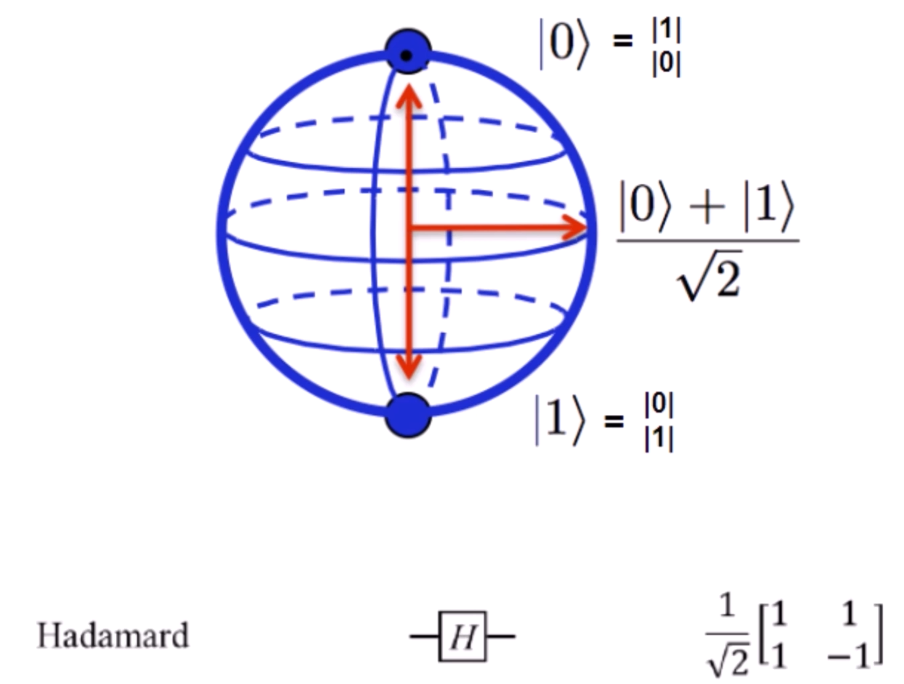 |0⟩ = |1|
|0|
|0⟩ + |1⟩
√2
|1⟩ = |0|
|1|
Hadamard H 1/√2 [1 1
1 −1]